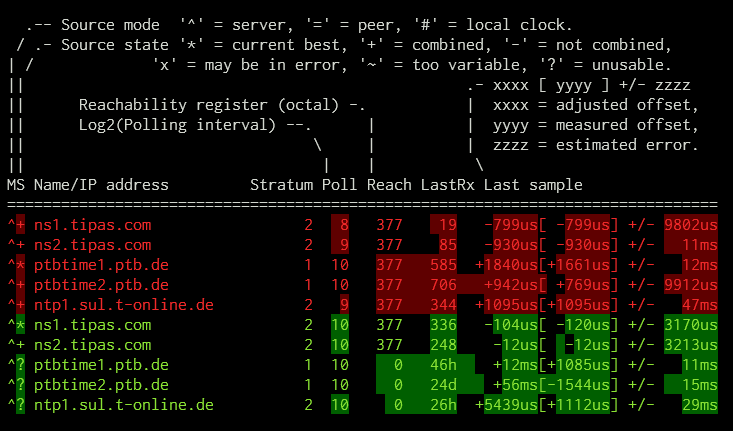 .-- Source mode  '^' = server, '=' = peer, '#' = local clock.
 / .- Source state '*' = current best, '+' = combined, '-' = not combined,
| /             'x' = may be in error, '~' = too variable, '?' = unusable.
||                                                 .- xxxx [ yyyy ] +/- zzzz
||      Reachability register (octal) -.           |  xxxx = adjusted offset,
||      Log2(Polling interval) --.      |          |  yyyy = measured offset,
||                                \     |          |  zzzz = estimated error.
||                                 |    |           \
MS Name/IP address         Stratum Poll Reach LastRx Last sample
===============================================================================
^+ ns1.tipas.com                 2   8   377    19   -799us[ -799us] +/- 9802us
^+ ns2.tipas.com                 2   9   377    85   -930us[ -930us] +/-   11ms
^* ptbtime1.ptb.de               1  10   377   585  +1840us[+1661us] +/-   12ms
^+ ptbtime2.ptb.de               1  10   377   706   +942us[ +769us] +/- 9912us
^+ ntp1.sul.t-online.de          2   9   377   344  +1095us[+1095us] +/-   47ms
^* ns1.tipas.com                 2  10   377   336   -104us[ -120us] +/- 3170us
^+ ns2.tipas.com                 2  10   377   248    -12us[  -12us] +/- 3213us
^? ptbtime1.ptb.de               1  10     0   46h    +12ms[+1085us] +/-   11ms
^? ptbtime2.ptb.de               1  10     0   24d    +56ms[-1544us] +/-   15ms
^? ntp1.sul.t-online.de          2  10     0   26h  +5439us[+1112us] +/-   29ms